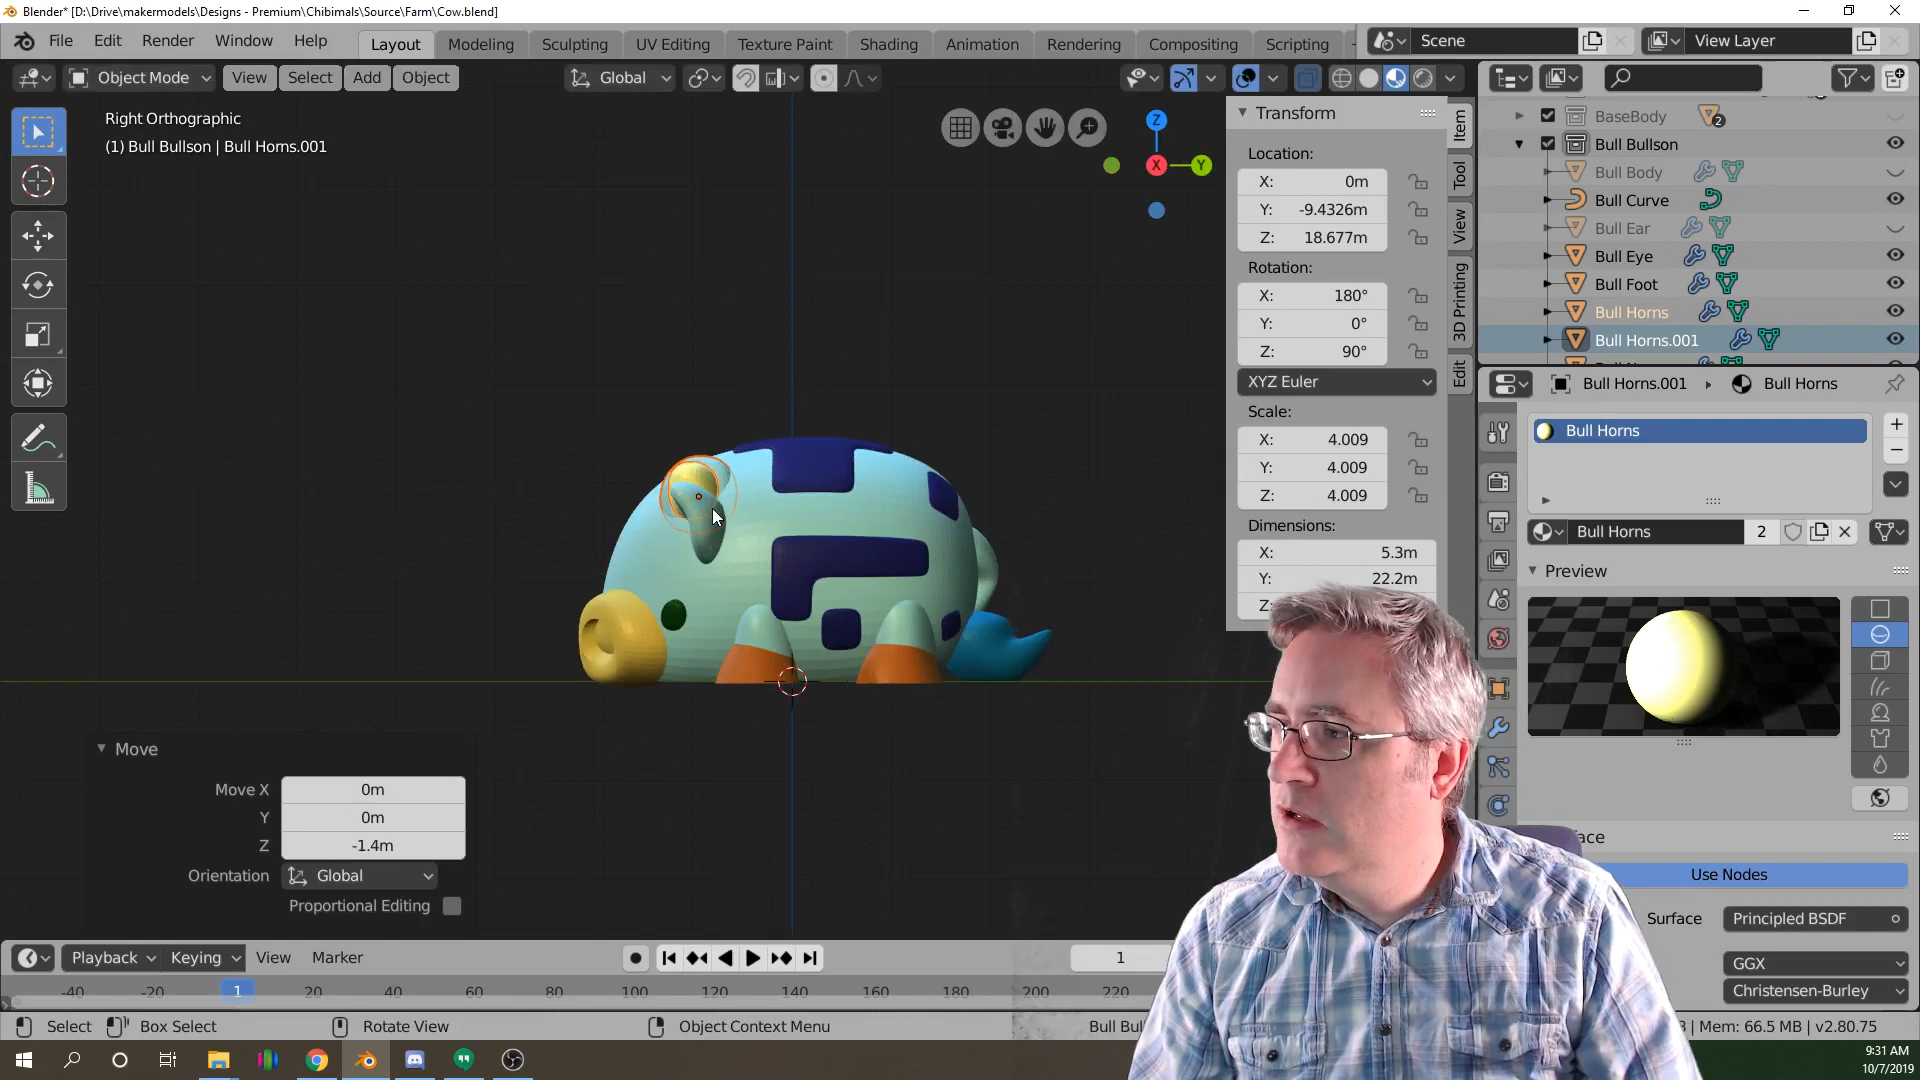 Blender* [D:\Drive\makermodels\Designs - Premium\Chibimals\Source\Farm\Cow.blend]
File Edit Render Window Help Layout Modeling Sculpting UV Editing Texture Paint Shading Animation Rendering Compositing Scripting Scene View Layer
Object Mode View Select Add Object Global
Right Orthographic
(1) Bull Bullson | Bull Horns.001
Z
X
Y
Transform
Location:
X: 0m
Y: -9.4326m
Z: 18.677m
Rotation:
X: 180°
Y: 0°
Z: 90°
XYZ Euler
Scale:
X: 4.009
Y: 4.009
Z: 4.009
Dimensions:
X: 5.3m
Y: 22.2m
Z:
Item
Tool
View
3D Printing
Edit
BaseBody 2
Bull Bullson
Bull Body
Bull Curve
Bull Ear
Bull Eye
Bull Foot
Bull Horns
Bull Horns.001
Bull Horns.001 Bull Horns
Bull Horns
Bull Horns 2
Preview
ace
Use Nodes
Surface Principled BSDF
GGX
Christensen-Burley
Move
Move X 0m
Y 0m
Z -1.4m
Orientation Global
Proportional Editing
Playback Keying View Marker 1
-40 -20 1 20 40 60 80 100 120 140 160 180 200 220
Select Box Select Rotate View Object Context Menu Bull Bul 3 | Mem: 66.5 MB | v2.80.75
9:31 AM
10/7/2019